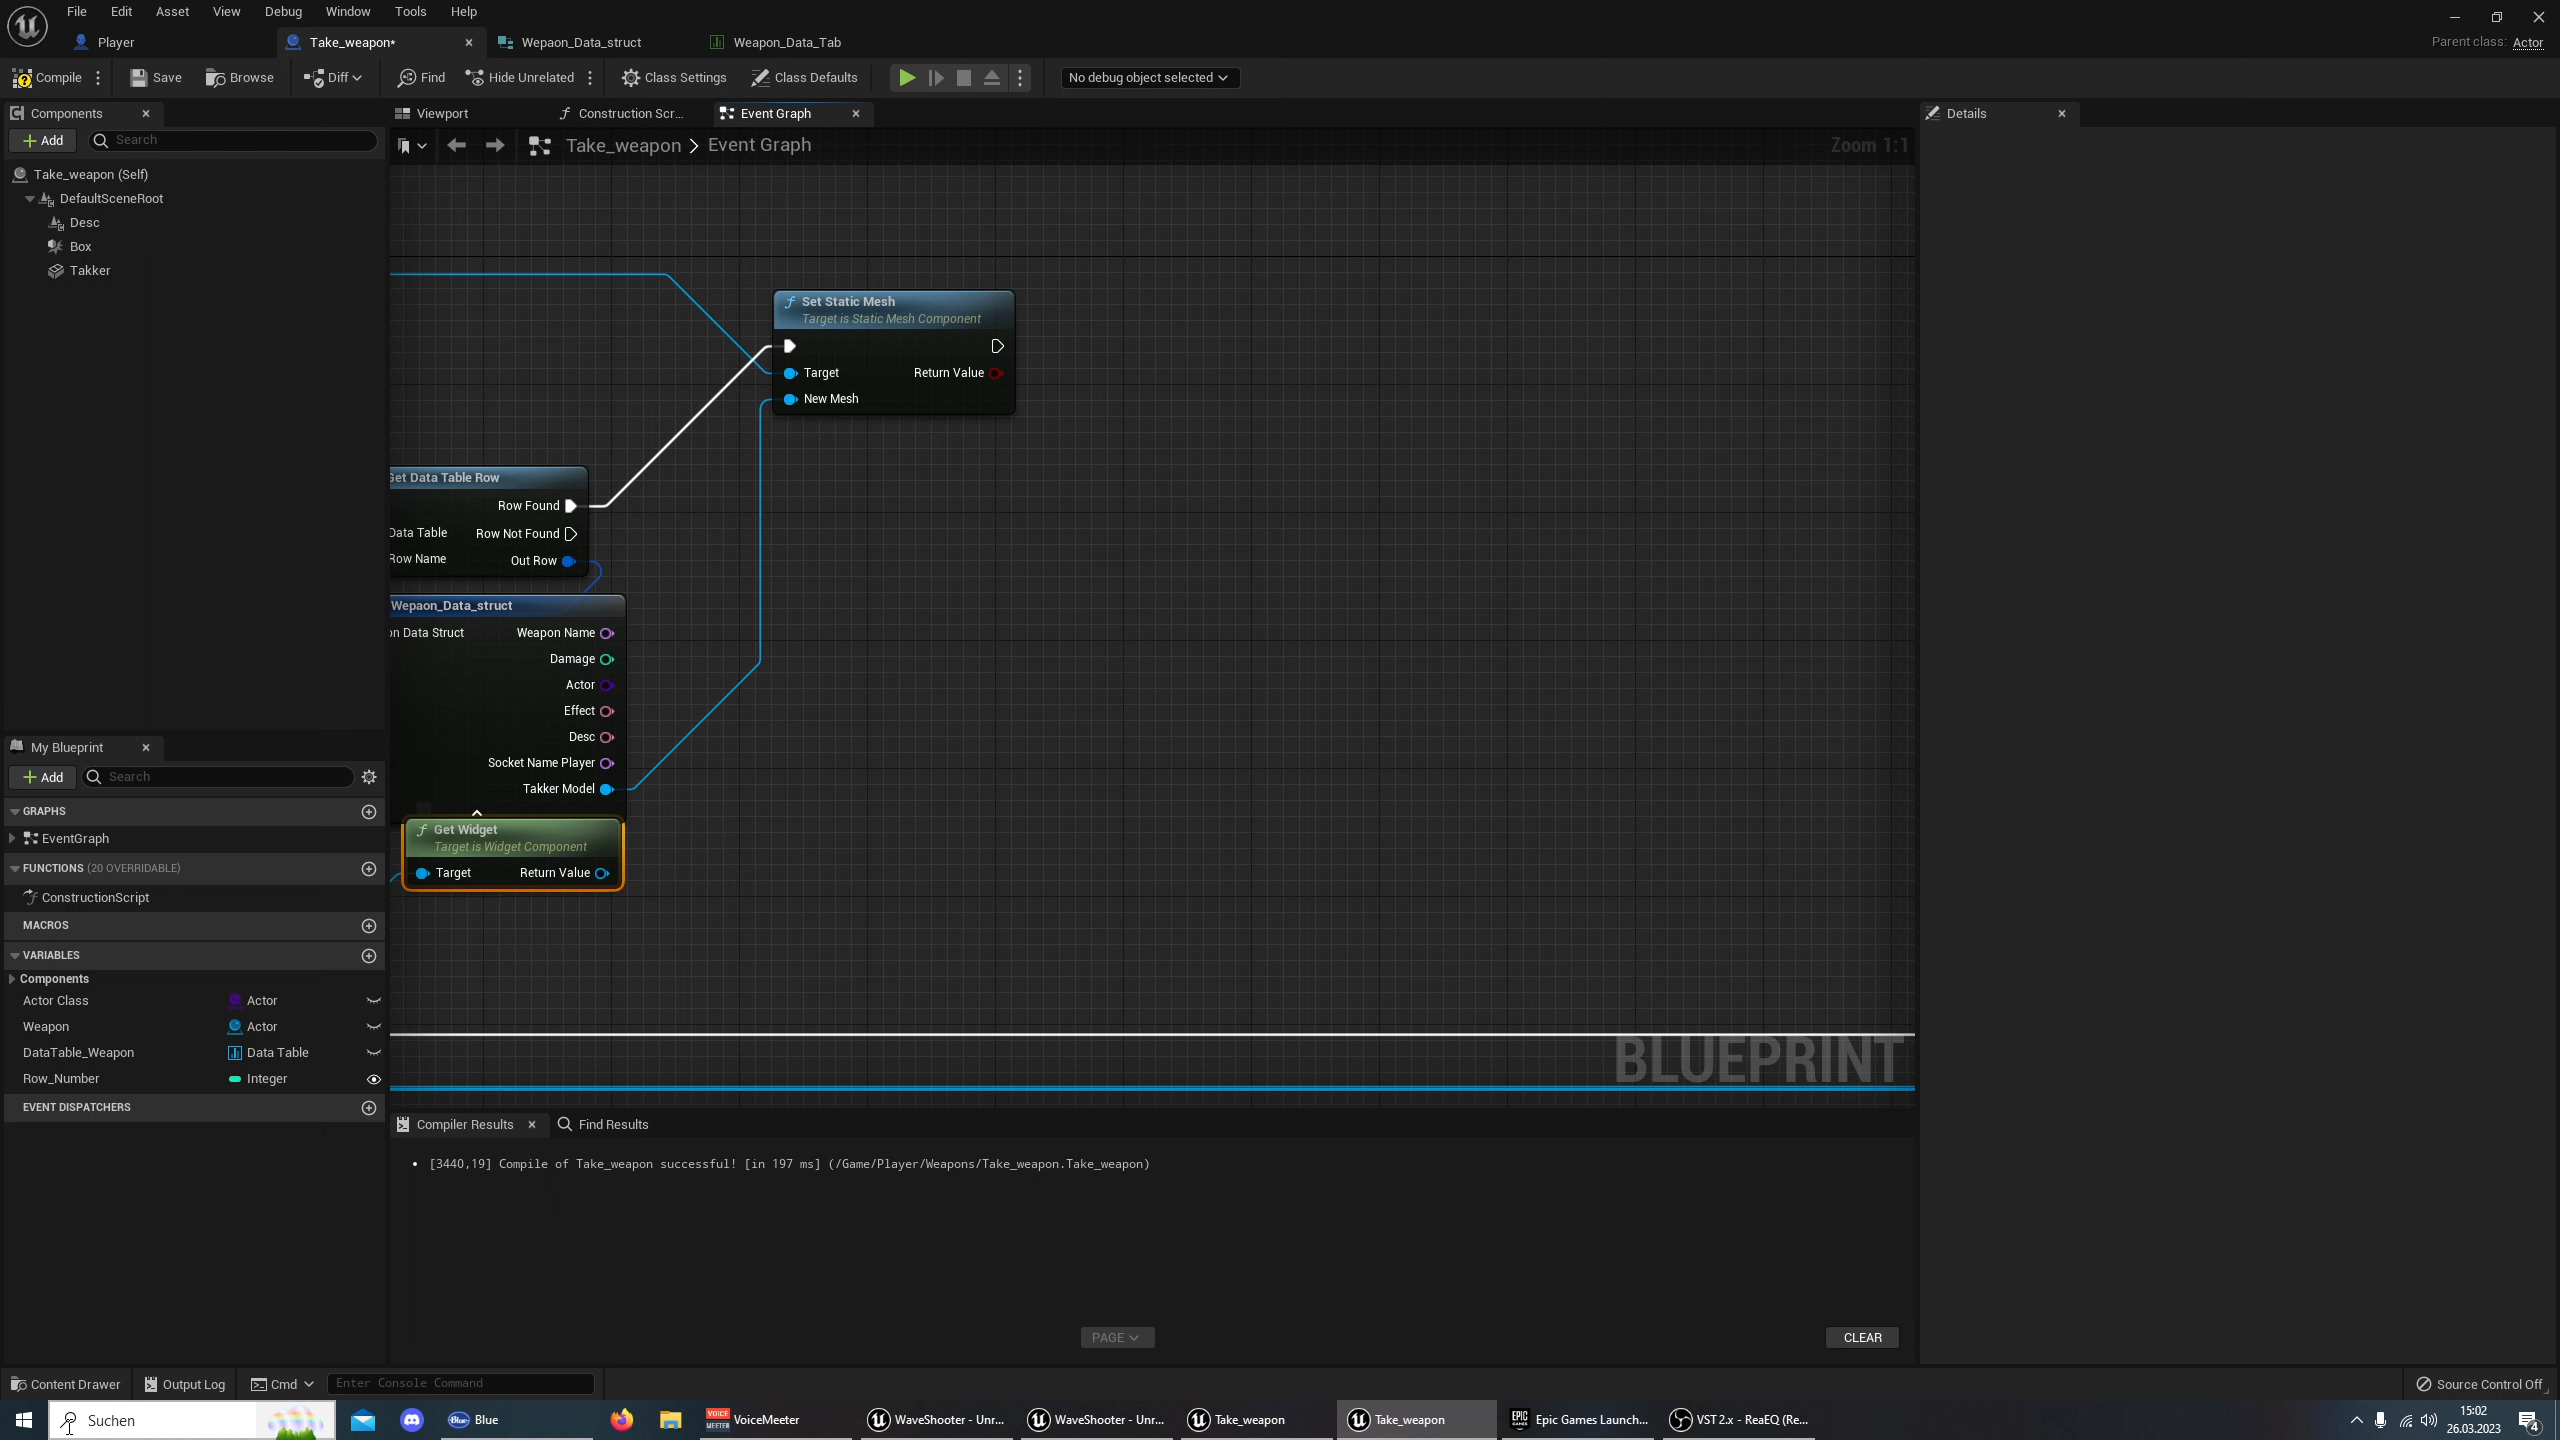 File Edit Asset View Debug Window Tools Help
Player Take_weapon* Wepaon_Data_struct Weapon_Data_Tab Parent class: Actor
Compile Save Browse Diff Find Hide Unrelated Class Settings Class Defaults No debug object selected
Components Viewport Construction Scr... Event Graph Details
Add Search Take_weapon > Event Graph Zoom 1:1
Take_weapon (Self)
DefaultSceneRoot
Desc
Box
Takker
Set Static Mesh
Target is Static Mesh Component
Target Return Value
New Mesh
Get Data Table Row
Row Found
Data Table Row Not Found
Row Name Out Row
Wepaon_Data_struct
on Data Struct Weapon Name
Damage
Actor
Effect
Desc
Socket Name Player
Takker Model
Get Widget
Target is Widget Component
Target Return Value
BLUEPRINT
My Blueprint
Add Search
GRAPHS
EventGraph
FUNCTIONS (20 OVERRIDABLE)
ConstructionScript
MACROS
VARIABLES
Components
Actor Class Actor
Weapon Actor
DataTable_Weapon Data Table
Row_Number Integer
EVENT DISPATCHERS
Compiler Results Find Results
• [3440,19] Compile of Take_weapon successful! [in 197 ms] (/Game/Player/Weapons/Take_weapon.Take_weapon)
PAGE CLEAR
Content Drawer Output Log Cmd Enter Console Command Source Control Off
Suchen Blue Blue VOICE MEETER VoiceMeeter WaveShooter - Unr... WaveShooter - Unr... Take_weapon Take_weapon EPIC GAMES Epic Games Launch... VST 2.x - ReaEQ (Re... 15:02
26.03.2023 4